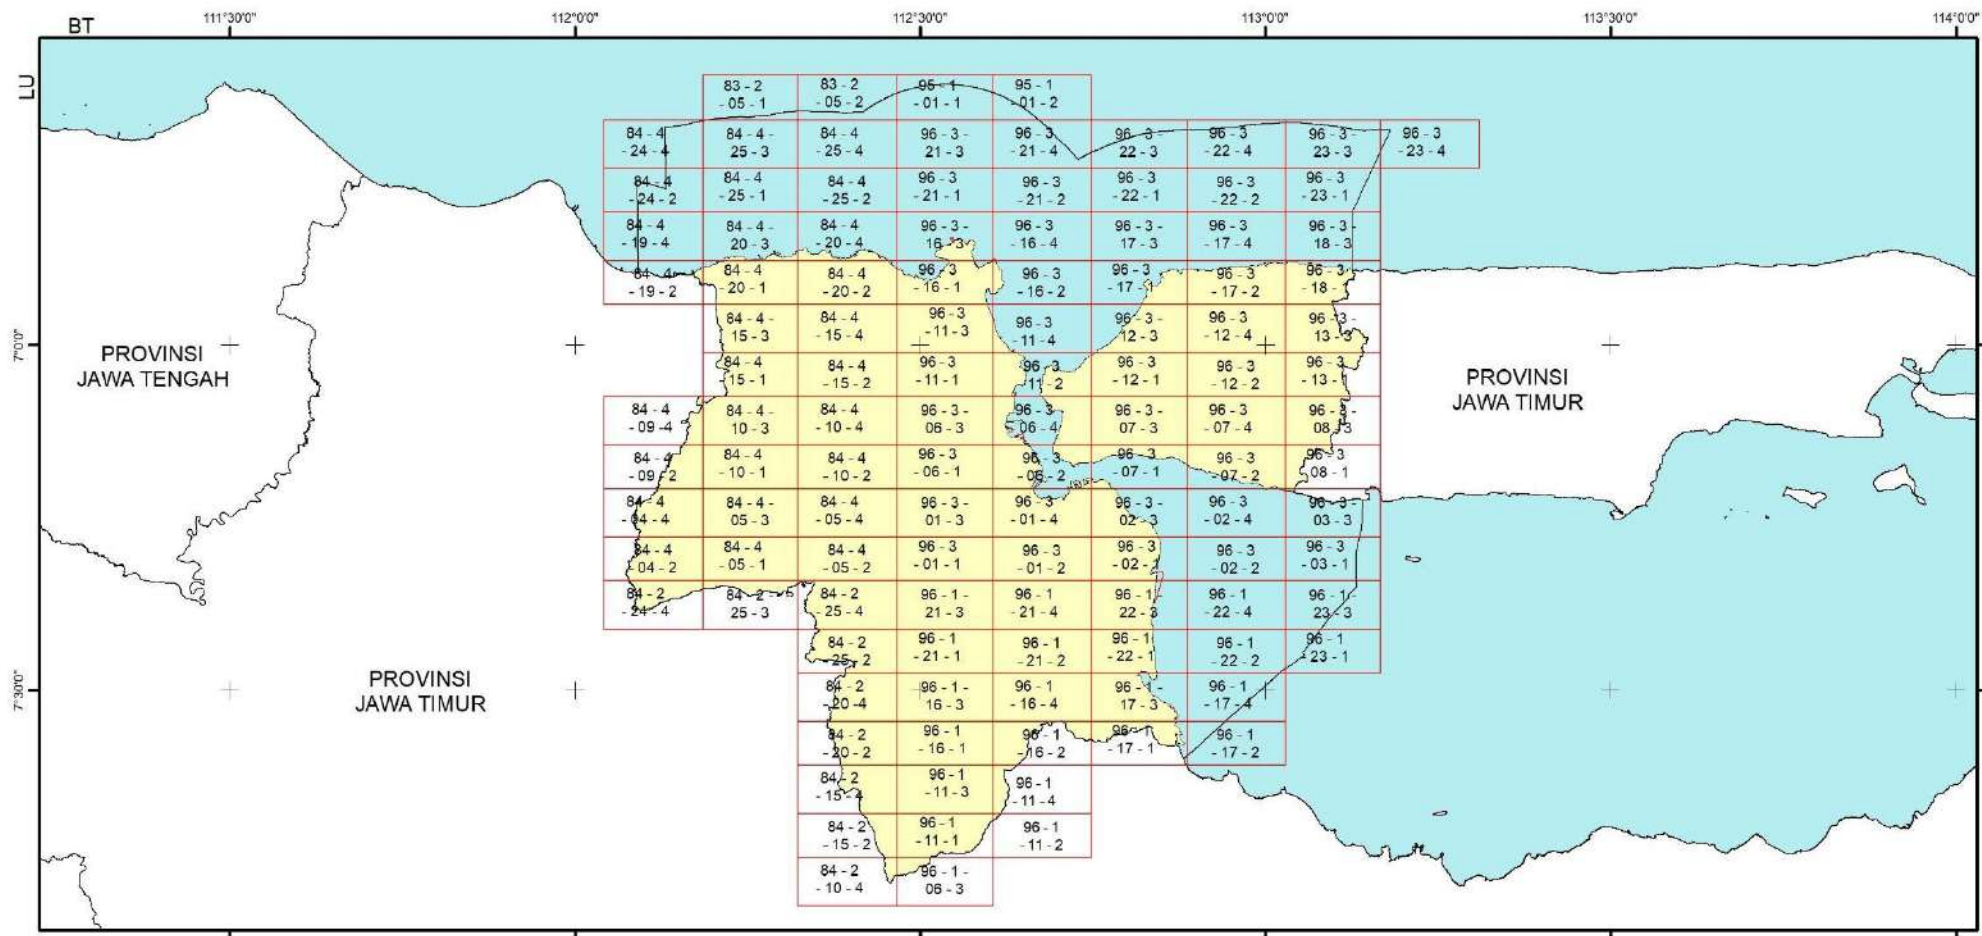 BT
111°30'0"
112°0'0"
112°30'0"
113°0'0"
113°30'0"
114°0'0"
LU
83 - 2
- 05 - 1
83 - 2
- 05 - 2
95 - 1
- 01 - 1
95 - 1
- 01 - 2
84 - 4
- 24 - 4
84 - 4 -
25 - 3
84 - 4
- 25 - 4
96 - 3 -
21 - 3
96 - 3
- 21 - 4
96 - 3
22 - 3
96 - 3
- 22 - 4
96 - 3 -
23 - 3
96 - 3
- 23 - 4
84 - 4
- 24 - 2
84 - 4
- 25 - 1
84 - 4
- 25 - 2
96 - 3
- 21 - 1
96 - 3
- 21 - 2
96 - 3
- 22 - 1
96 - 3
- 22 - 2
96 - 3
- 23 - 1
84 - 4
- 19 - 4
84 - 4 -
20 - 3
84 - 4
- 20 - 4
96 - 3 -
16 - 3
96 - 3
- 16 - 4
96 - 3 -
17 - 3
96 - 3
- 17 - 4
96 - 3 -
18 - 3
84 - 4
- 19 - 2
84 - 4
20 - 1
84 - 4
- 20 - 2
96 - 3
- 16 - 1
96 - 3
- 16 - 2
96 - 3
- 17 - 1
96 - 3
- 17 - 2
96 - 3
- 18 - 1
84 - 4 -
15 - 3
84 - 4
- 15 - 4
96 - 3
- 11 - 3
96 - 3
- 11 - 4
96 - 3 -
12 - 3
96 - 3
- 12 - 4
96 - 3 -
13 - 3
7°0'0"
PROVINSI
JAWA TENGAH
84 - 4
15 - 1
84 - 4
- 15 - 2
96 - 3
- 11 - 1
96 - 3
11 - 2
96 - 3
- 12 - 1
96 - 3
- 12 - 2
96 - 3
- 13 - 1
PROVINSI
JAWA TIMUR
84 - 4
- 09 - 4
84 - 4 -
10 - 3
84 - 4
- 10 - 4
96 - 3 -
06 - 3
96 - 3
- 06 - 4
96 - 3 -
07 - 3
96 - 3
- 07 - 4
96 - 3 -
08 - 3
84 - 4
- 09 - 2
84 - 4
- 10 - 1
84 - 4
- 10 - 2
96 - 3
- 06 - 1
96 - 3
- 06 - 2
96 - 3
- 07 - 1
96 - 3
- 07 - 2
96 - 3
08 - 1
84 - 4
- 04 - 4
84 - 4 -
05 - 3
84 - 4
- 05 - 4
96 - 3 -
01 - 3
96 - 3
- 01 - 4
96 - 3 -
02 - 3
96 - 3
- 02 - 4
96 - 3 -
03 - 3
84 - 4
- 04 - 2
84 - 4
- 05 - 1
84 - 4
- 05 - 2
96 - 3
- 01 - 1
96 - 3
- 01 - 2
96 - 3
- 02 - 1
96 - 3
- 02 - 2
96 - 3
- 03 - 1
84 - 2
- 24 - 4
84 - 2 -
25 - 3
84 - 2
- 25 - 4
96 - 1 -
21 - 3
96 - 1
- 21 - 4
96 - 1 -
22 - 3
96 - 1
- 22 - 4
96 - 1 -
23 - 3
84 - 2
- 25 - 2
96 - 1
- 21 - 1
96 - 1
- 21 - 2
96 - 1
- 22 - 1
96 - 1
- 22 - 2
96 - 1
- 23 - 1
7°30'0"
PROVINSI
JAWA TIMUR
84 - 2
- 20 - 4
96 - 1 -
16 - 3
96 - 1
- 16 - 4
96 - 1 -
17 - 3
96 - 1
- 17 - 4
84 - 2
- 20 - 2
96 - 1
- 16 - 1
96 - 1
- 16 - 2
96 - 1
- 17 - 1
96 - 1
- 17 - 2
84 - 2
- 15 - 4
96 - 1
- 11 - 3
96 - 1
- 11 - 4
84 - 2
- 15 - 2
96 - 1
- 11 - 1
96 - 1
- 11 - 2
84 - 2
- 10 - 4
96 - 1 -
06 - 3